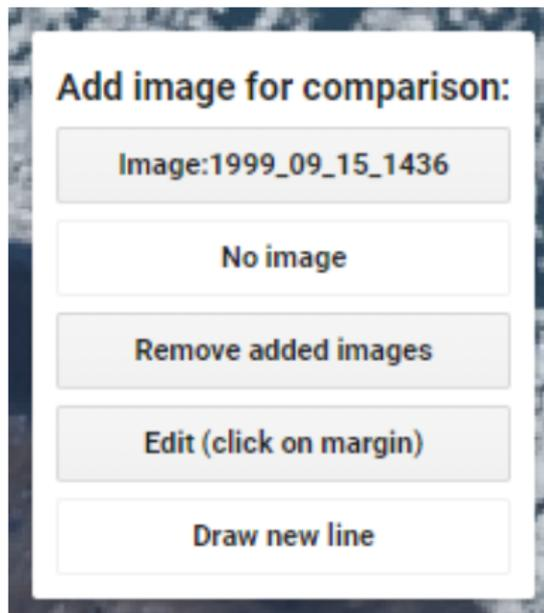 Add image for comparison:
Image:1999_09_15_1436
No image
Remove added images
Edit (click on margin)
Draw new line